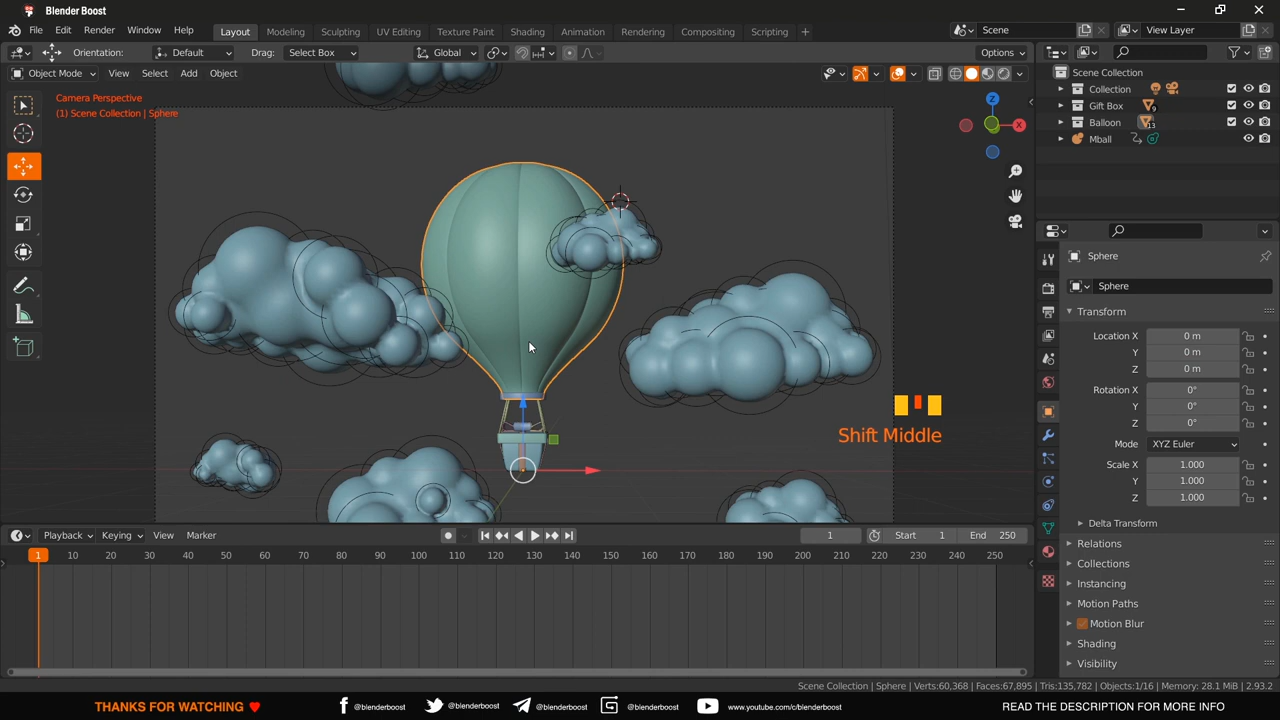 Blender Boost
File Edit Render Window Help Layout Modeling Sculpting UV Editing Texture Paint Shading Animation Rendering Compositing Scripting + Scene View Layer
Orientation: Default Drag: Select Box Global Options
Object Mode View Select Add Object
Camera Perspective
(1) Scene Collection | Sphere
Z
X
Shift Middle
Scene Collection
Collection
Gift Box 9
Balloon 13
Mball
Sphere
Sphere
Transform
Location X 0 m
Y 0 m
Z 0 m
Rotation X 0°
Y 0°
Z 0°
Mode XYZ Euler
Scale X 1.000
Y 1.000
Z 1.000
Delta Transform
Relations
Collections
Instancing
Motion Paths
Motion Blur
Shading
Visibility
Playback Keying View Marker 1 Start 1 End 250
1 10 20 30 40 50 60 70 80 90 100 110 120 130 140 150 160 170 180 190 200 210 220 230 240 250
Scene Collection | Sphere | Verts:60,368 | Faces:67,895 | Tris:135,782 | Objects:1/16 | Memory: 28.1 MiB | 2.93.2
THANKS FOR WATCHING @blenderboost @blenderboost @blenderboost @blenderboost www.youtube.com/c/blenderboost READ THE DESCRIPTION FOR MORE INFO